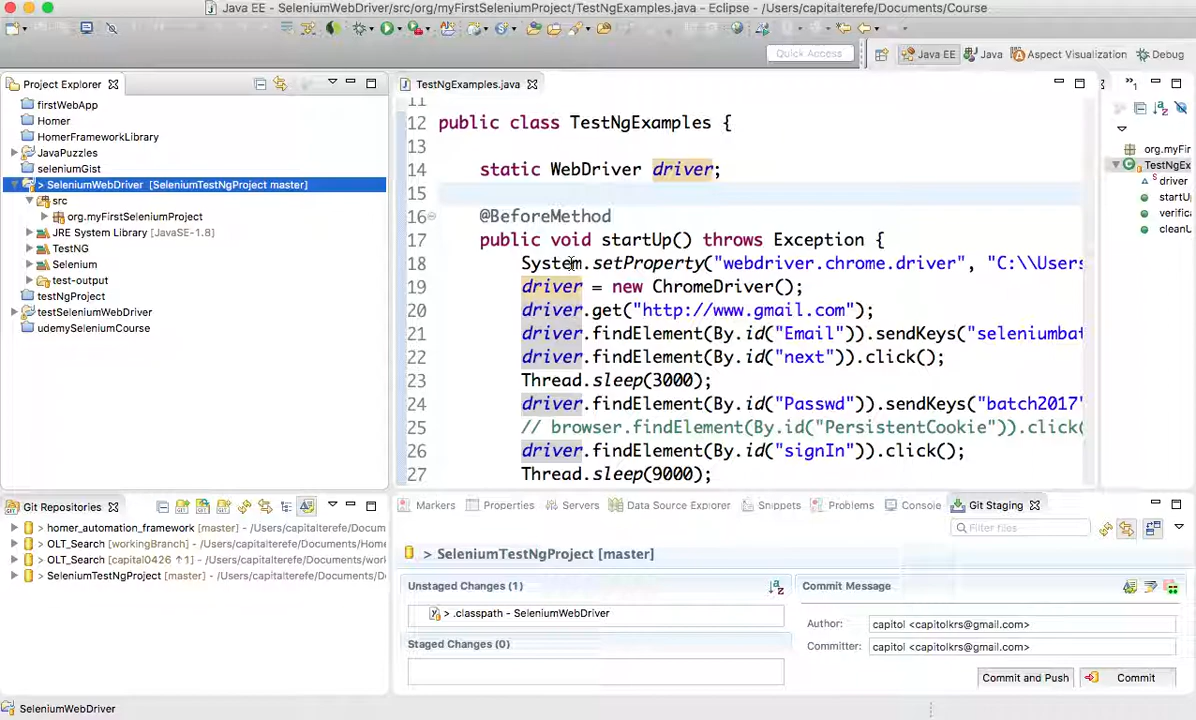 Java EE - SeleniumWebDriver/src/org/myFirstSeleniumProject/TestNgExamples.java - Eclipse - /Users/capitalterefe/Documents/Course
Quick Access
Java EE
Java
Aspect Visualization
Debug
Project Explorer
firstWebApp
Homer
HomerFrameworkLibrary
JavaPuzzles
seleniumGist
> SeleniumWebDriver [SeleniumTestNgProject master]
src
org.myFirstSeleniumProject
JRE System Library [JavaSE-1.8]
TestNG
Selenium
test-output
testNgProject
testSeleniumWebDriver
udemySeleniumCourse
TestNgExamples.java
11
12 public class TestNgExamples {
13
14 static WebDriver driver;
15
16 @BeforeMethod
17 public void startUp() throws Exception {
18 System.setProperty("webdriver.chrome.driver", "C:\\Users
19 driver = new ChromeDriver();
20 driver.get("http://www.gmail.com");
21 driver.findElement(By.id("Email")).sendKeys("seleniumbat
22 driver.findElement(By.id("next")).click();
23 Thread.sleep(3000);
24 driver.findElement(By.id("Passwd")).sendKeys("batch2017"
25 // browser.findElement(By.id("PersistentCookie")).click(
26 driver.findElement(By.id("signIn")).click();
27 Thread.sleep(9000);
org.myFir
TestNgEx
driver
startU
verific
cleanU
Git Repositories
> homer_automation_framework [master] - /Users/capitalterefe/Docum
> OLT_Search [workingBranch] - /Users/capitalterefe/Documents/Home
> OLT_Search [capital0426 ↑1] - /Users/capitalterefe/Documents/work
> SeleniumTestNgProject [master] - /Users/capitalterefe/Documents/D
Markers
Properties
Servers
Data Source Explorer
Snippets
Problems
Console
Git Staging
Filter files
> SeleniumTestNgProject [master]
Unstaged Changes (1)
> .classpath - SeleniumWebDriver
Staged Changes (0)
Commit Message
Author: capitol <capitolkrs@gmail.com>
Committer: capitol <capitolkrs@gmail.com>
Commit and Push
Commit
SeleniumWebDriver